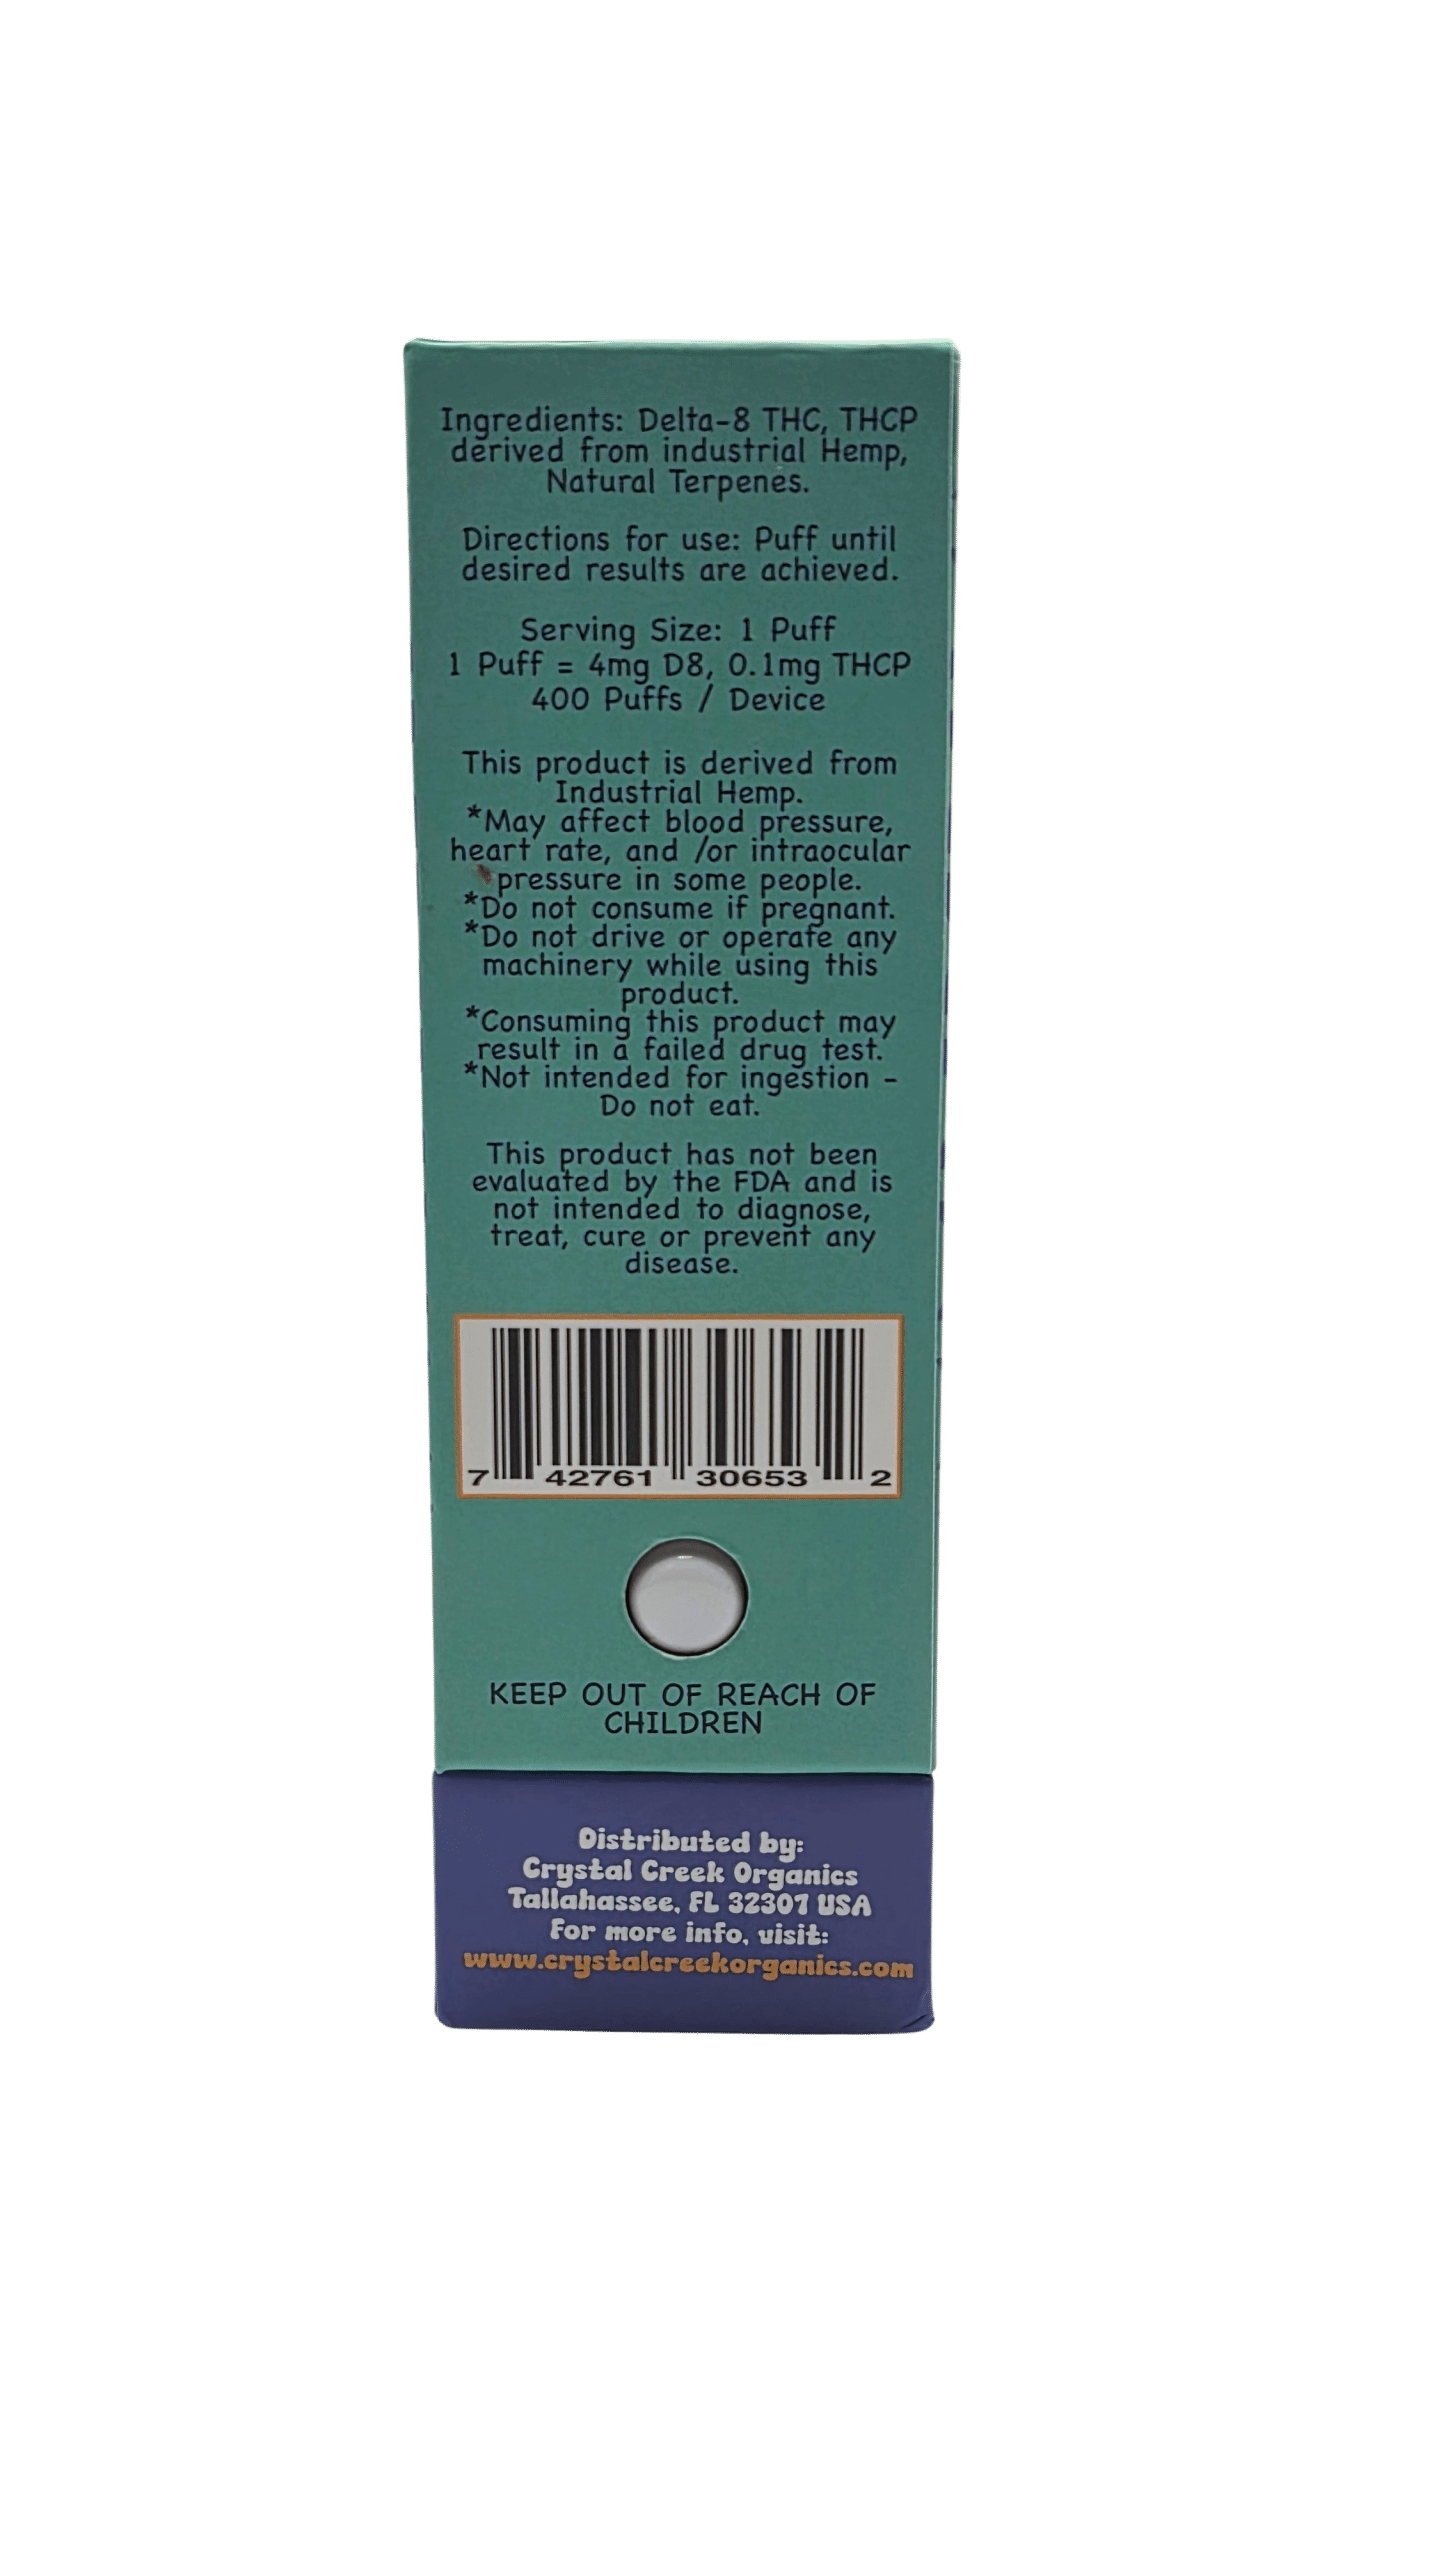 Ingredients: Delta-8 THC, THCP
derived from industrial Hemp,
Natural Terpenes.
Directions for use: Puff until
desired results are achieved.
Serving Size: 1 Puff
1 Puff = 4mg D8, 0.1mg THCP
400 Puffs / Device
This product is derived from
Industrial Hemp.
*May affect blood pressure,
heart rate, and /or intraocular
pressure in some people.
*Do not consume if pregnant.
*Do not drive or operate any
machinery while using this
product.
*Consuming this product may
result in a failed drug test.
*Not intended for ingestion -
Do not eat.
This product has not been
evaluated by the FDA and is
not intended to diagnose,
treat, cure or prevent any
disease.
7 42761 30653 2
KEEP OUT OF REACH OF
CHILDREN
Distributed by:
Crystal Creek Organics
Tallahassee, FL 32307 USA
For more info, visit:
www.crystalcreekorganics.com